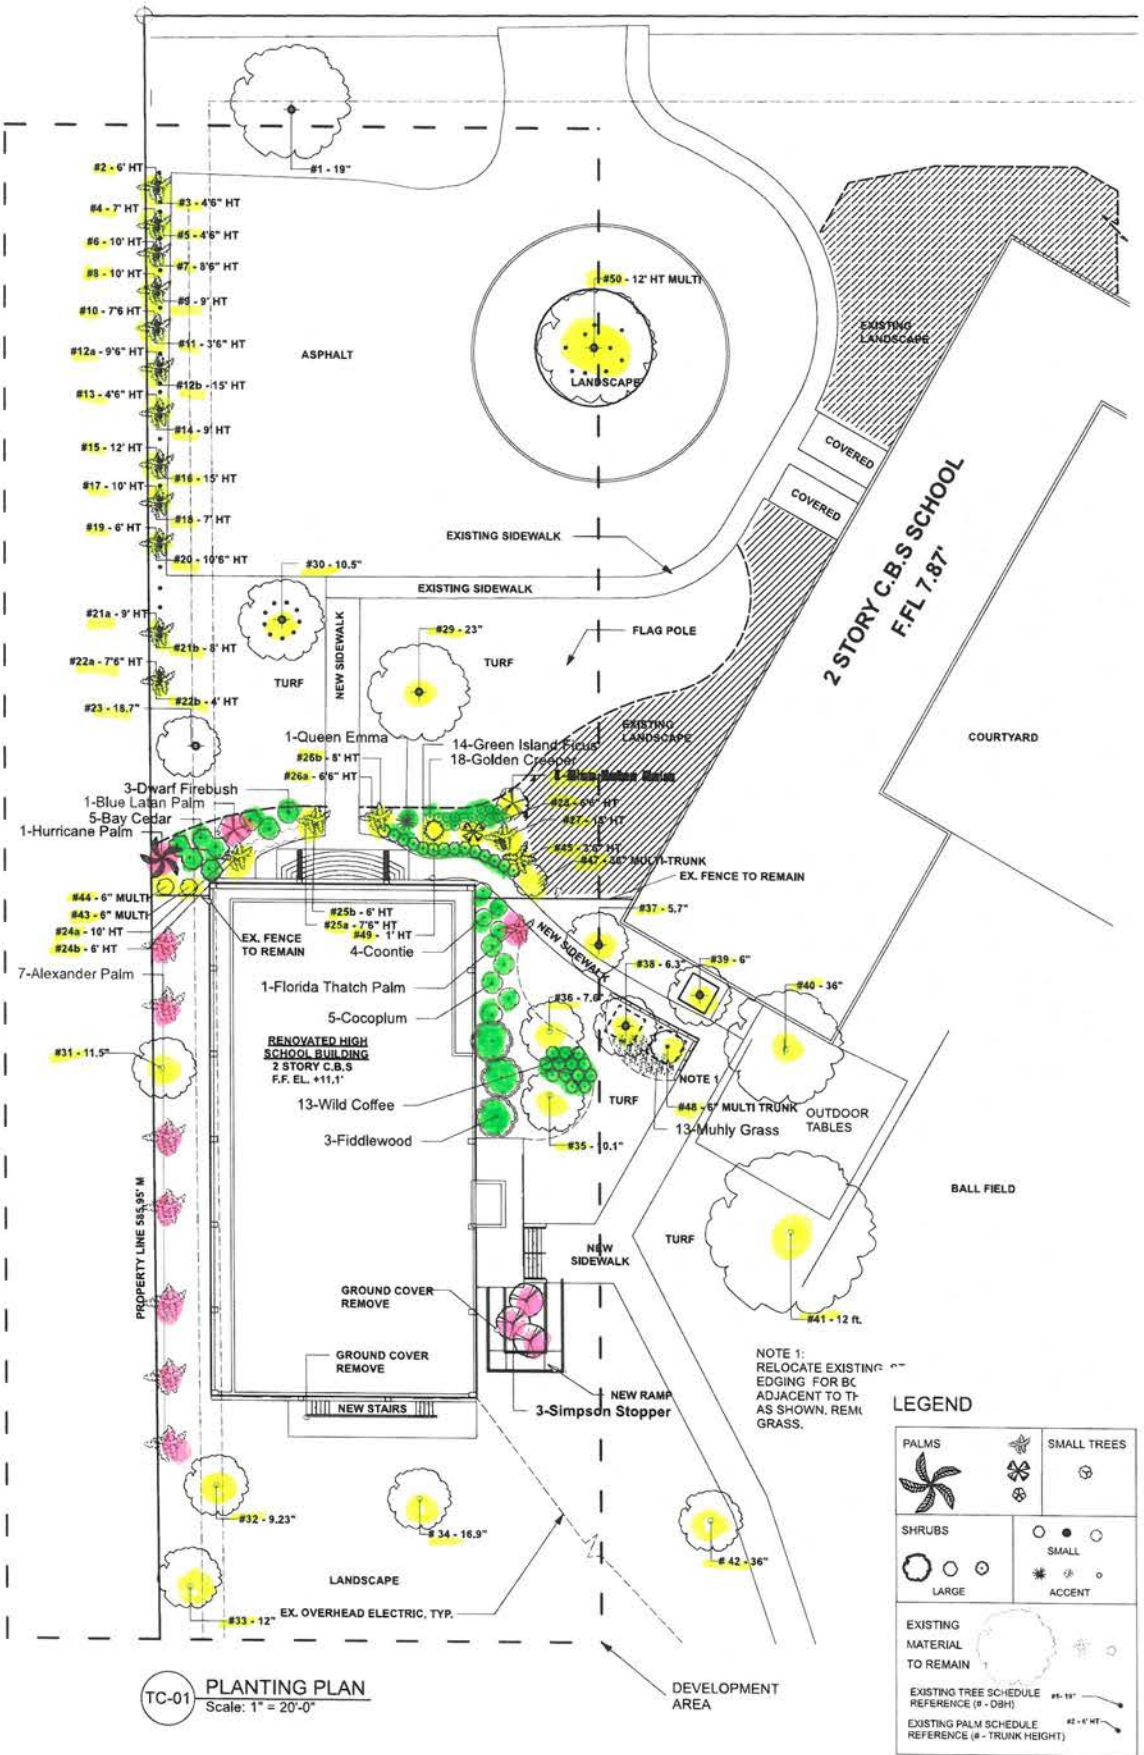 #1 - 19"
#2 - 6' HT
#3 - 4'6" HT
#4 - 7' HT
#5 - 4'6" HT
#6 - 10' HT
#7 - 8'6" HT
#8 - 10' HT
#9 - 9' HT
#10 - 7'6 HT
#11 - 3'6" HT
#12a - 9'6" HT
#12b - 15' HT
#13 - 4'6" HT
#14 - 9' HT
#15 - 12' HT
#16 - 15' HT
#17 - 10' HT
#18 - 7' HT
#19 - 6' HT
#20 - 10'6" HT
ASPHALT
#50 - 12' HT MULTI
LANDSCAPE
EXISTING
LANDSCAPE
COVERED
COVERED
2 STORY C.B.S SCHOOL
F.FL 7.87'
EXISTING SIDEWALK
EXISTING SIDEWALK
#30 - 10.5"
#21a - 9' HT
#21b - 8' HT
#22a - 7'6" HT
#22b - 4' HT
#23 - 18.7"
TURF
NEW SIDEWALK
#29 - 23"
TURF
FLAG POLE
EXISTING
LANDSCAPE
COURTYARD
1-Queen Emma
#26b - 8' HT
#26a - 6'6" HT
14-Green Island Ficus
18-Golden Creeper
3-Dwarf Firebush
1-Blue Latan Palm
5-Bay Cedar
1-Hurricane Palm
#47 - 36" MULTI-TRUNK
EX. FENCE TO REMAIN
#44 - 6" MULTI
#43 - 6" MULTI
#24a - 10' HT
#24b - 6' HT
EX. FENCE
TO REMAIN
#25b - 6' HT
#25a - 7'6" HT
#49 - 1' HT
4-Coontie
#37 - 5.7"
NEW SIDEWALK
#38 - 6.3"
#39 - 6"
#40 - 36"
7-Alexander Palm
1-Florida Thatch Palm
#36 - 7.6"
5-Cocoplum
#31 - 11.5"
RENOVATED HIGH
SCHOOL BUILDING
2 STORY C.B.S
F.F. EL. +11.1'
13-Wild Coffee
NOTE 1
TURF
#48 - 6" MULTI TRUNK
OUTDOOR
TABLES
13-Muhly Grass
3-Fiddlewood
#35 - 10.1"
PROPERTY LINE 585.95' M
BALL FIELD
TURF
NEW
SIDEWALK
GROUND COVER
REMOVE
#41 - 12 ft.
GROUND COVER
REMOVE
NEW RAMP
3-Simpson Stopper
NEW STAIRS
NOTE 1:
RELOCATE EXISTING
EDGING FOR
ADJACENT TO
AS SHOWN.
GRASS.
#32 - 9.23"
# 34 - 16.9"
# 42 - 36"
LANDSCAPE
#33 - 12"
EX. OVERHEAD ELECTRIC, TYP.
LEGEND
PALMS
SMALL TREES
SHRUBS
SMALL
LARGE
ACCENT
EXISTING
MATERIAL
TO REMAIN
EXISTING TREE SCHEDULE
REFERENCE (# - DBH)
#1- 19"
EXISTING PALM SCHEDULE
REFERENCE (# - TRUNK HEIGHT)
#2 - 6' HT
TC-01
PLANTING PLAN
Scale: 1" = 20'-0"
DEVELOPMENT
AREA